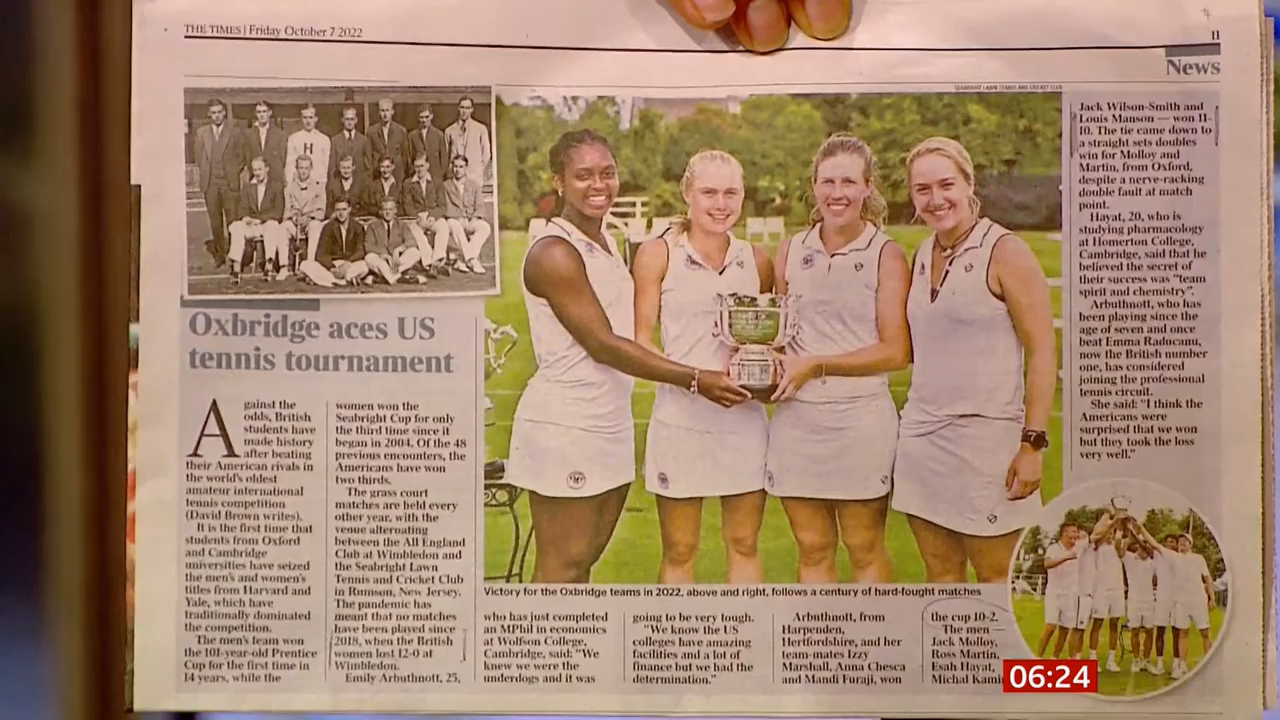 THE TIMES | Friday October 7 2022
11
News
SEABRIGHT LAWN TENNIS AND CRICKET CLUB
H
Oxbridge aces US
tennis tournament
Against the
odds, British
students have
made history
after beating
their American rivals in
the world's oldest
amateur international
tennis competition
(David Brown writes).
It is the first time that
students from Oxford
and Cambridge
universities have seized
the men's and women's
titles from Harvard and
Yale, which have
traditionally dominated
the competition.
The men's team won
the 101-year-old Prentice
Cup for the first time in
14 years, while the
women won the
Seabright Cup for only
the third time since it
began in 2004. Of the 48
previous encounters, the
Americans have won
two thirds.
The grass court
matches are held every
other year, with the
venue alternating
between the All England
Club at Wimbledon and
the Seabright Lawn
Tennis and Cricket Club
in Rumson, New Jersey.
The pandemic has
meant that no matches
have been played since
2018, when the British
women lost 12-0 at
Wimbledon.
Emily Arbuthnott, 25,
Victory for the Oxbridge teams in 2022, above and right, follows a century of hard-fought matches
who has just completed
an MPhil in economics
at Wolfson College,
Cambridge, said: "We
knew we were the
underdogs and it was
going to be very tough.
"We know the US
colleges have amazing
facilities and a lot of
finance but we had the
determination."
Arbuthnott, from
Harpenden,
Hertfordshire, and her
team-mates Izzy
Marshall, Anna Chesca
and Mandi Furaji, won
the cup 10-2.
The men —
Jack Molloy,
Ross Martin,
Esah Hayat,
Michal
Jack Wilson-Smith and
Louis Manson — won 11-
10. The tie came down to
a straight sets doubles
win for Molloy and
Martin, from Oxford,
despite a nerve-racking
double fault at match
point.
Hayat, 20, who is
studying pharmacology
at Homerton College,
Cambridge, said that he
believed the secret of
their success was "team
spirit and chemistry".
Arbuthnott, who has
been playing since the
age of seven and once
beat Emma Raducanu,
now the British number
one, has considered
joining the professional
tennis circuit.
She said: "I think the
Americans were
surprised that we won
but they took the loss
very well."
06:24